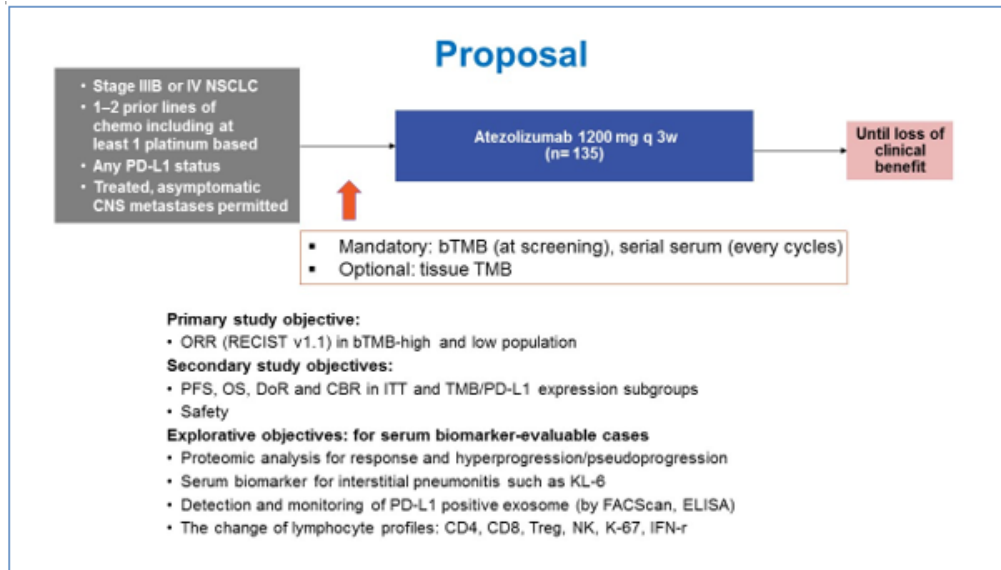 Proposal
• Stage IIIB or IV NSCLC
• 1–2 prior lines of
chemo including at
least 1 platinum based
• Any PD-L1 status
• Treated, asymptomatic
CNS metastases permitted
Atezolizumab 1200 mg q 3w
(n= 135)
Until loss of
clinical
benefit
▪ Mandatory: bTMB (at screening), serial serum (every cycles)
▪ Optional: tissue TMB
Primary study objective:
• ORR (RECIST v1.1) in bTMB-high and low population
Secondary study objectives:
• PFS, OS, DoR and CBR in ITT and TMB/PD-L1 expression subgroups
• Safety
Explorative objectives: for serum biomarker-evaluable cases
• Proteomic analysis for response and hyperprogression/pseudoprogression
• Serum biomarker for interstitial pneumonitis such as KL-6
• Detection and monitoring of PD-L1 positive exosome (by FACScan, ELISA)
• The change of lymphocyte profiles: CD4, CD8, Treg, NK, K-67, IFN-r